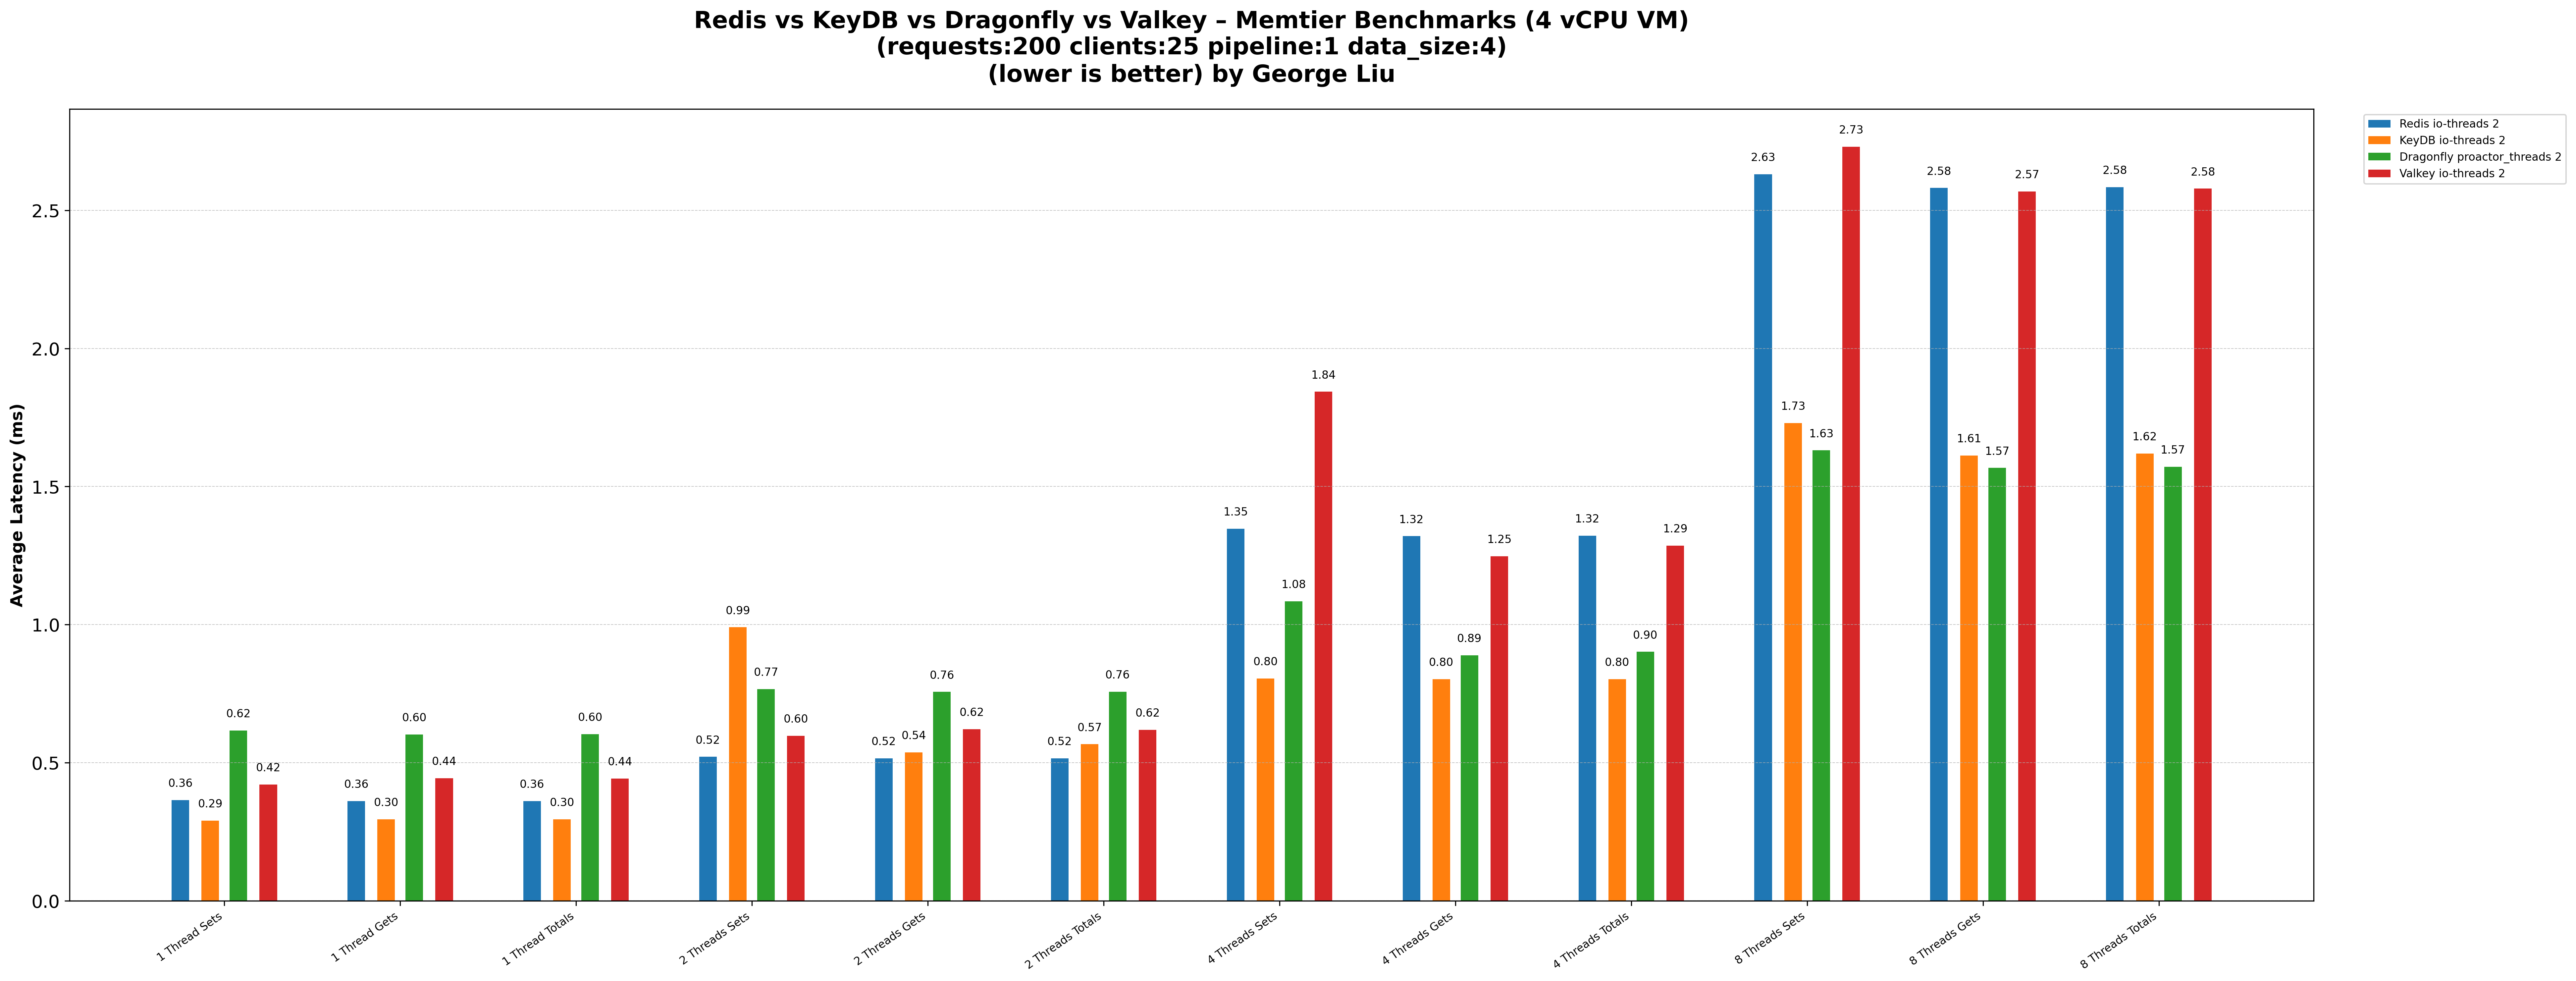 Redis vs KeyDB vs Dragonfly vs Valkey – Memtier Benchmarks (4 vCPU VM)
(requests:200 clients:25 pipeline:1 data_size:4)
(lower is better) by George Liu
Redis io-threads 2
KeyDB io-threads 2
Dragonfly proactor_threads 2
Valkey io-threads 2
Average Latency (ms)
2.5
2.0
1.5
1.0
0.5
0.0
0.36 0.29 0.62 0.42
0.36 0.30 0.60 0.44
0.36 0.30 0.60 0.44
0.52 0.99 0.77 0.60
0.52 0.54 0.76 0.62
0.52 0.57 0.76 0.62
1.35 0.80 1.08 1.84
1.32 0.80 0.89 1.25
1.32 0.80 0.90 1.29
2.63 1.73 1.63 2.73
2.58 1.61 1.57 2.57
2.58 1.62 1.57 2.58
1 Thread Sets
1 Thread Gets
1 Thread Totals
2 Threads Sets
2 Threads Gets
2 Threads Totals
4 Threads Sets
4 Threads Gets
4 Threads Totals
8 Threads Sets
8 Threads Gets
8 Threads Totals